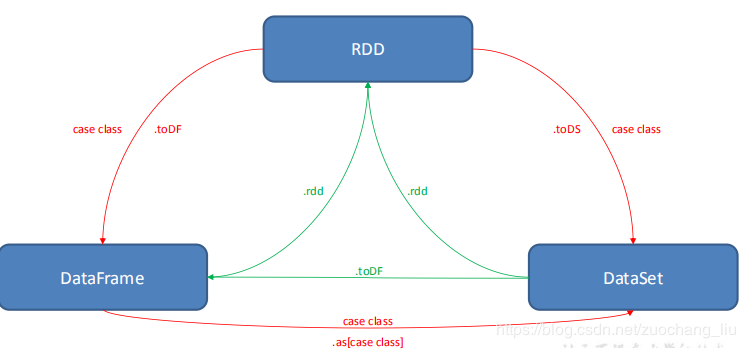 RDD
case class
.toDF
.toDS
case class
.rdd
.rdd
DataFrame
.toDF
DataSet
case class
https://blog.csdn.net/zuochang_liu
.as[case class]